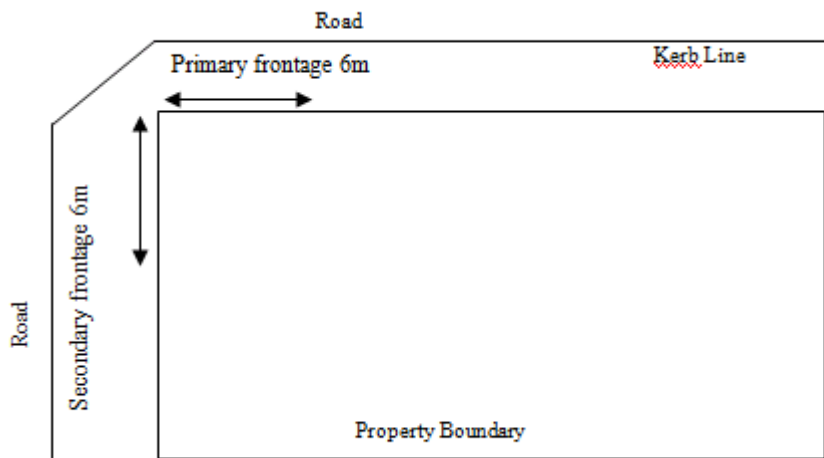 Road
Kerb Line
Primary frontage 6m
Secondary frontage 6m
Road
Property Boundary